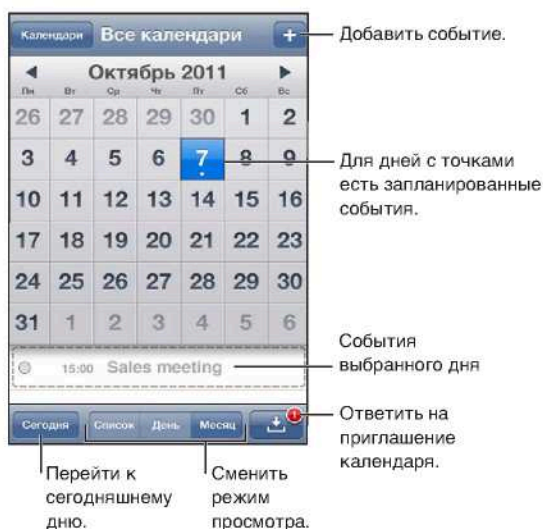 Календари Все календари +
Добавить событие.
Октябрь 2011
Пн Вт Ср Чт Пт Сб Вс
26 27 28 29 30 1 2
3 4 5 6 7 8 9
Для дней с точками
есть запланированные
события.
10 11 12 13 14 15 16
17 18 19 20 21 22 23
24 25 26 27 28 29 30
31 1 2 3 4 5 6
События
выбранного дня
15:00 Sales meeting
Сегодня Список День Месяц 1
Ответить на
приглашение
календаря.
Перейти к
сегодняшнему
дню.
Сменить
режим
просмотра.